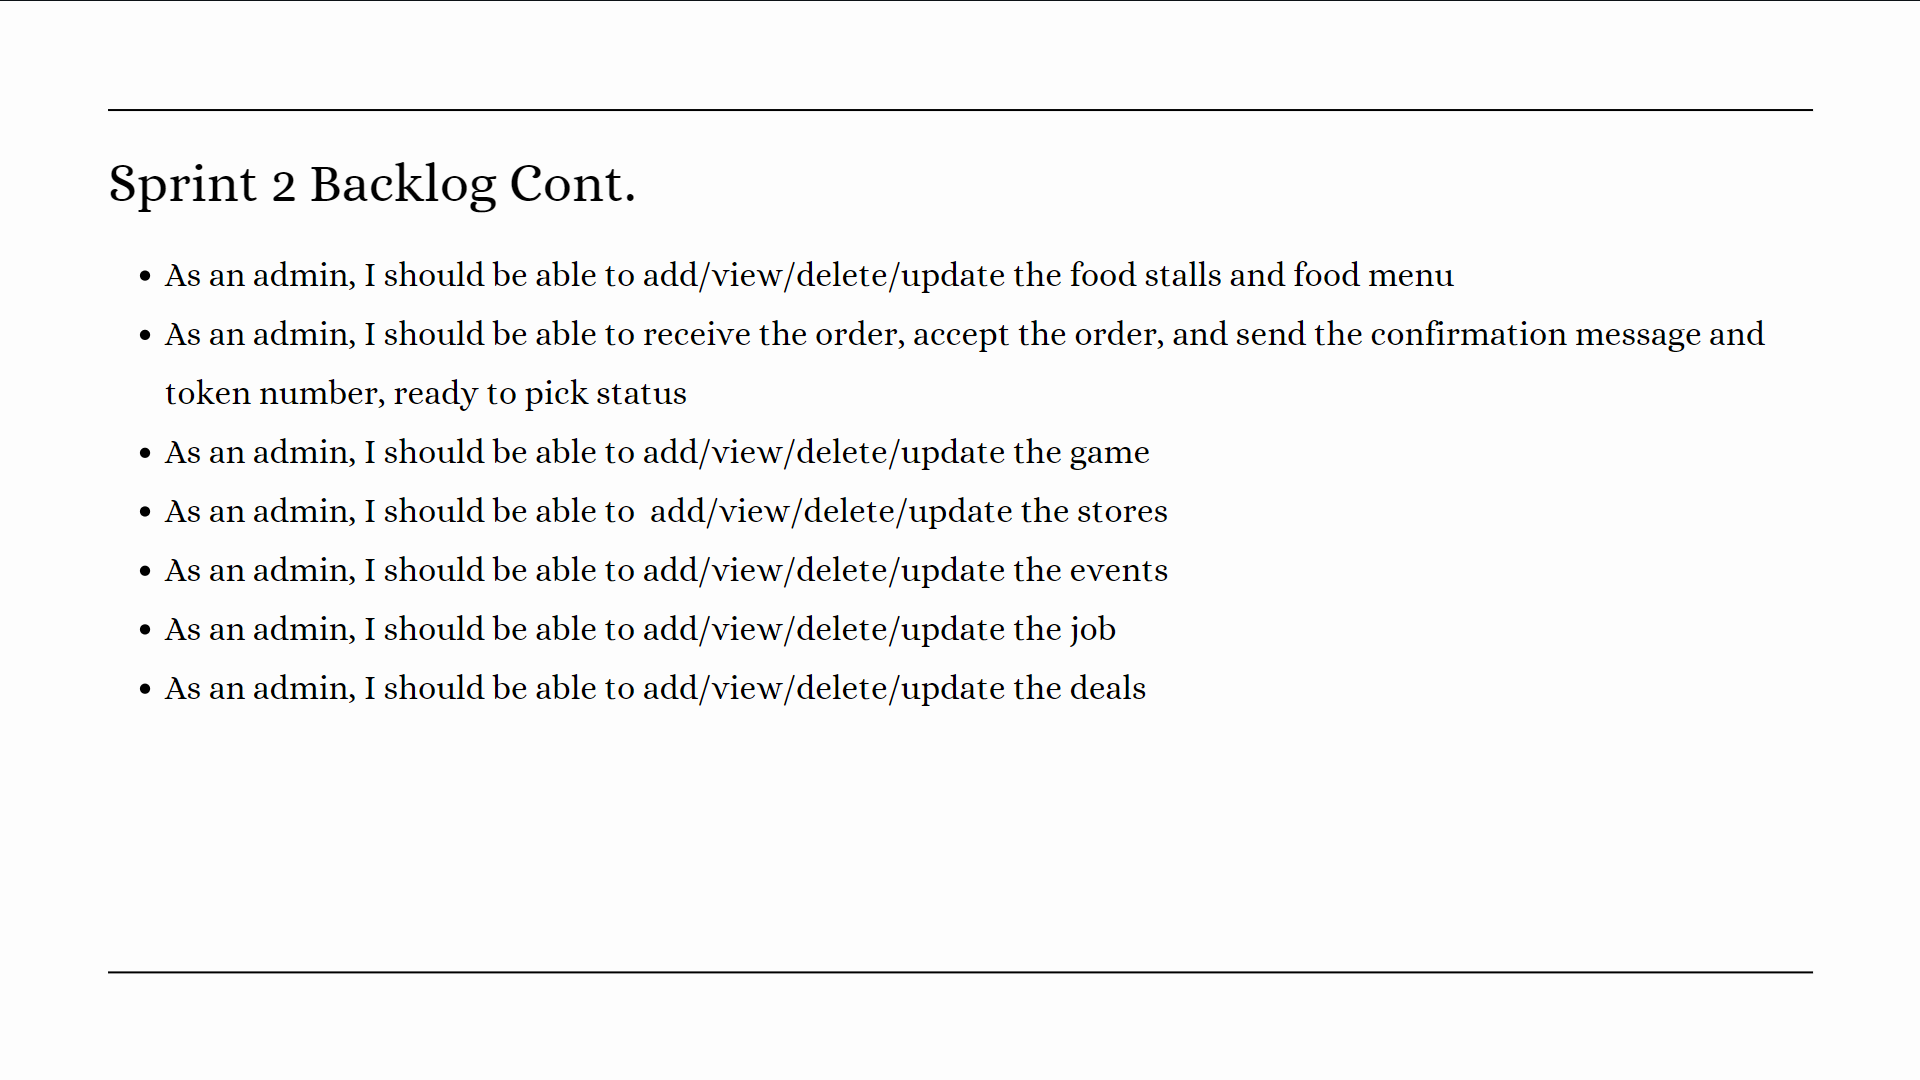 Sprint 2 Backlog Cont.
• As an admin, I should be able to add/view/delete/update the food stalls and food menu
• As an admin, I should be able to receive the order, accept the order, and send the confirmation message and
token number, ready to pick status
• As an admin, I should be able to add/view/delete/update the game
• As an admin, I should be able to  add/view/delete/update the stores
• As an admin, I should be able to add/view/delete/update the events
• As an admin, I should be able to add/view/delete/update the job
• As an admin, I should be able to add/view/delete/update the deals